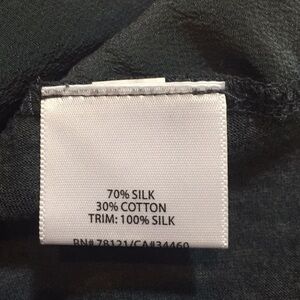 70% SILK
30% COTTON
TRIM: 100% SILK
RN# 78121/CA#34460